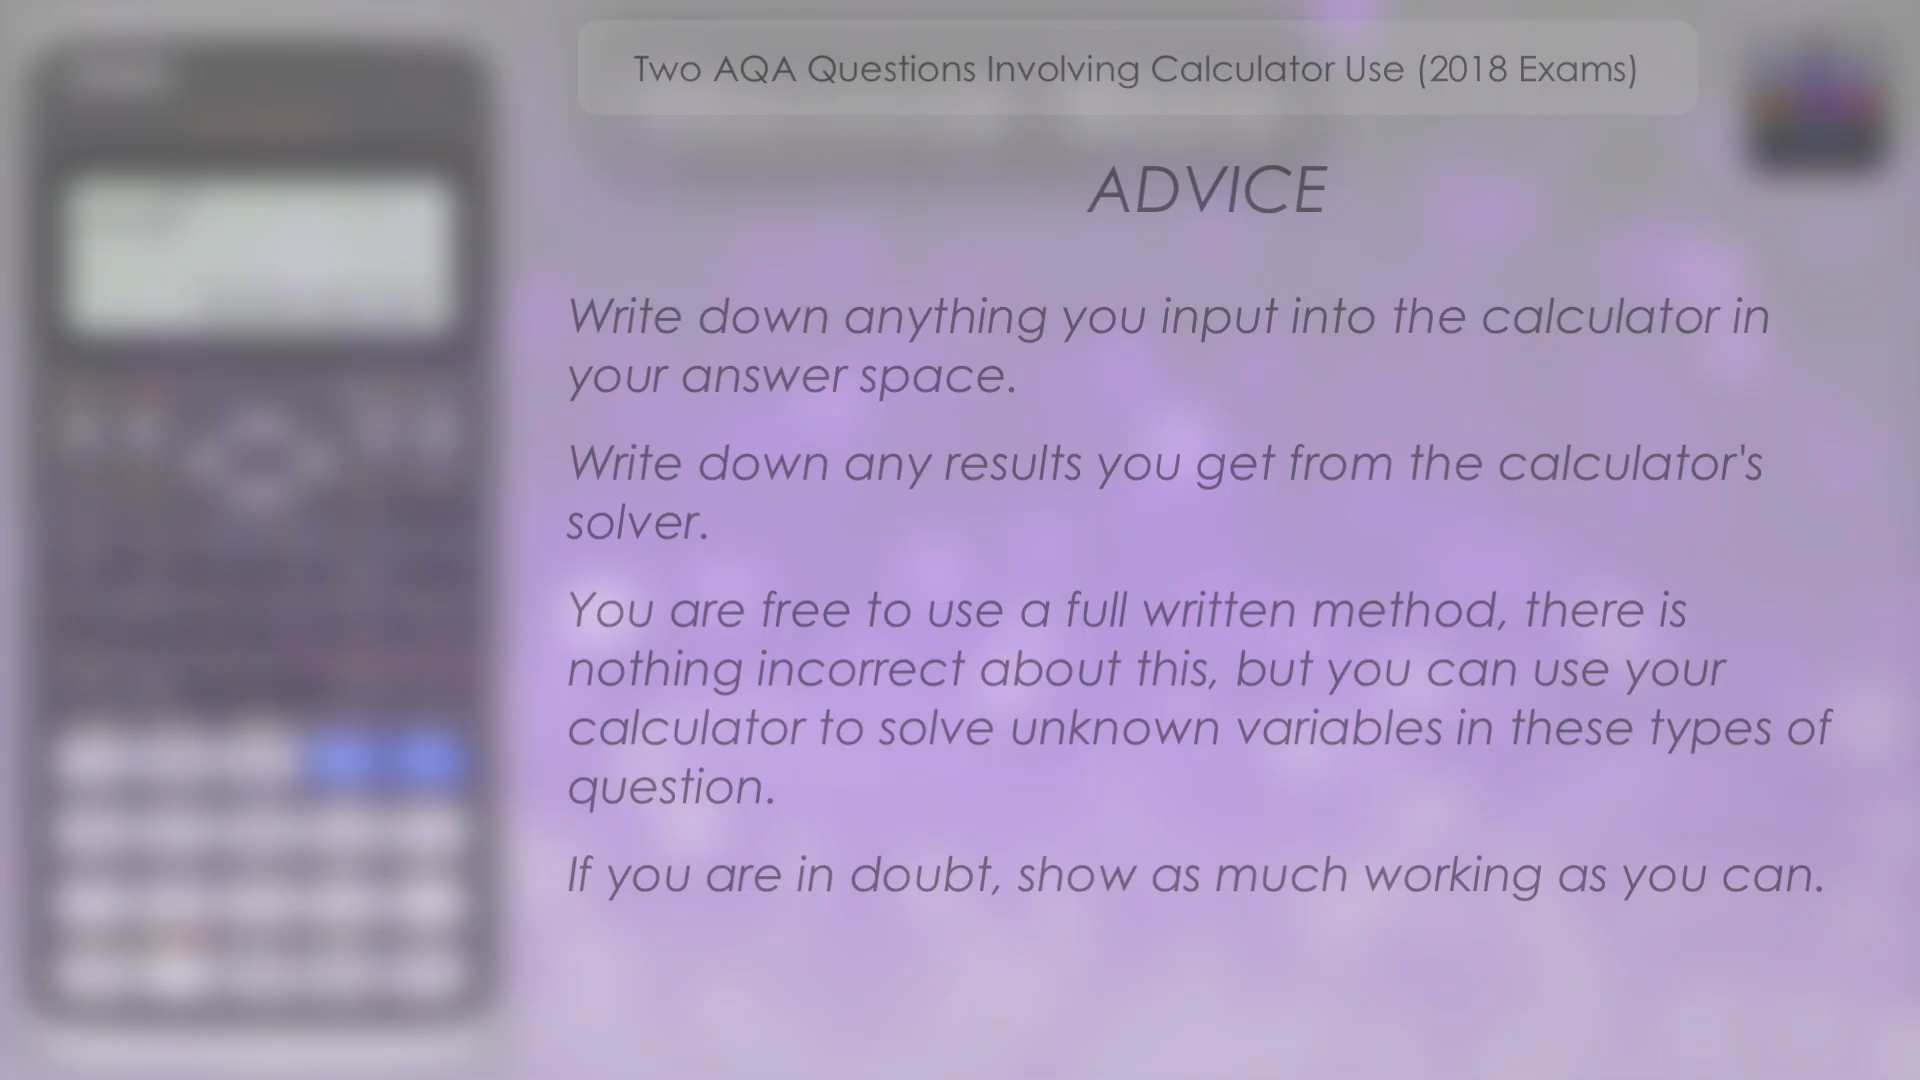 Two AQA Questions Involving Calculator Use (2018 Exams)
ADVICE
Write down anything you input into the calculator in
your answer space.
Write down any results you get from the calculator's
solver.
You are free to use a full written method, there is
nothing incorrect about this, but you can use your
calculator to solve unknown variables in these types of
question.
If you are in doubt, show as much working as you can.